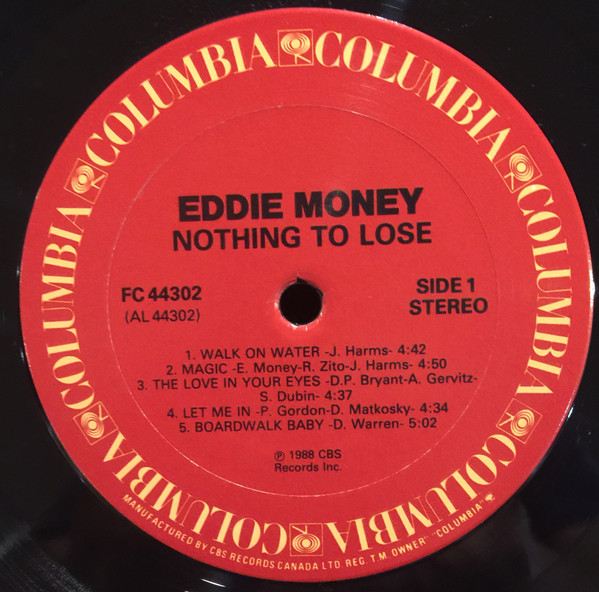 COLUMBIA COLUMBIA COLUMBIA COLUMBIA COLUMBIA COLUMBIA COLUMBIA COLUMBIA
EDDIE MONEY
NOTHING TO LOSE
FC 44302
(AL 44302)
SIDE 1
STEREO
1. WALK ON WATER -J. Harms- 4:42
2. MAGIC -E. Money-R. Zito-J. Harms- 4:50
3. THE LOVE IN YOUR EYES -D.P. Bryant-A. Gervitz-
S. Dubin- 4:37
4. LET ME IN -P. Gordon-D. Matkosky- 4:34
5. BOARDWALK BABY -D. Warren- 5:02
℗ 1988 CBS
Records Inc.
MANUFACTURED BY CBS RECORDS CANADA LTD. REG. T.M. OWNER "COLUMBIA"